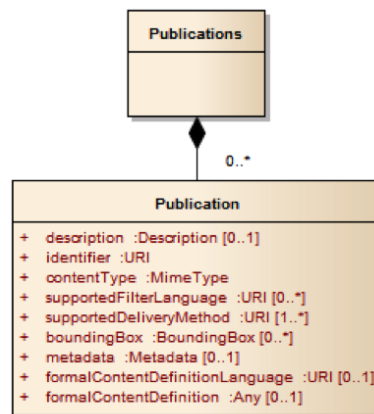 Publications
0..*
Publication
+ description :Description [0..1]
+ identifier :URI
+ contentType :MimeType
+ supportedFilterLanguage :URI [0..*]
+ supportedDeliveryMethod :URI [1..*]
+ boundingBox :BoundingBox [0..*]
+ metadata :Metadata [0..1]
+ formalContentDefinitionLanguage :URI [0..1]
+ formalContentDefinition :Any [0..1]